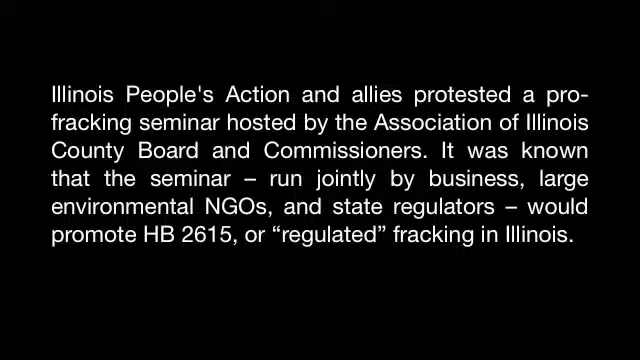 Illinois People's Action and allies protested a pro-
fracking seminar hosted by the Association of Illinois
County Board and Commissioners. It was known
that the seminar – run jointly by business, large
environmental NGOs, and state regulators – would
promote HB 2615, or “regulated” fracking in Illinois.